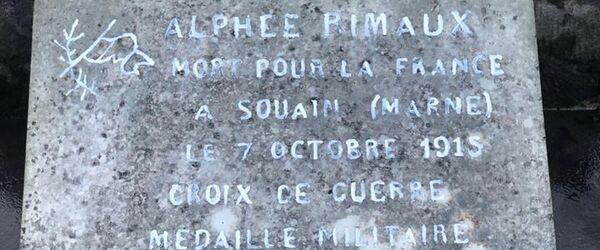 ALPHEE RIMAUX
MORT POUR LA FRANCE
A SOUAIN (MARNE)
LE 7 OCTOBRE 1915
CROIX DE GUERRE
MEDAILLE MILITAIRE